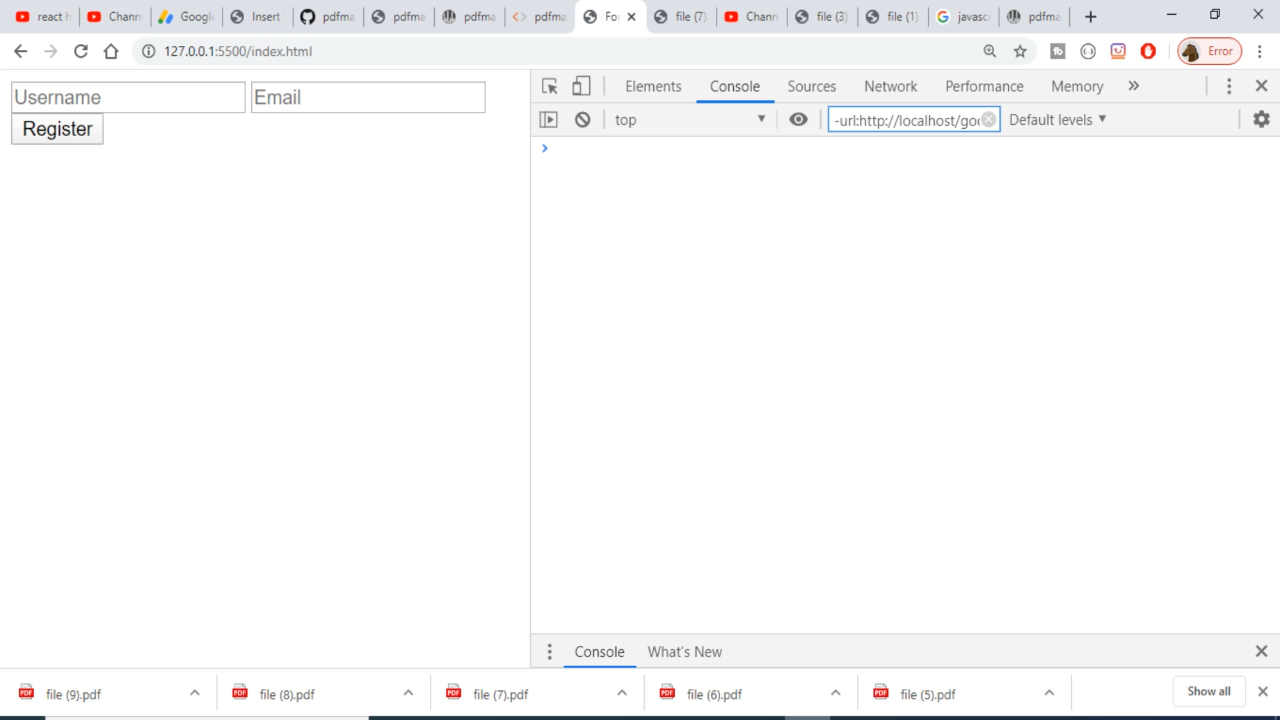 react h
Chann
Google
Insert
pdfma
pdfma
pdfma
pdfma
Fo
file (7)
Chann
file (3)
file (1)
javasc
pdfma
127.0.0.1:5500/index.html
Error
Username
Email
Register
Elements
Console
Sources
Network
Performance
Memory
top
-url:http://localhost/goo
Default levels
Console
What's New
file (9).pdf
file (8).pdf
file (7).pdf
file (6).pdf
file (5).pdf
Show all